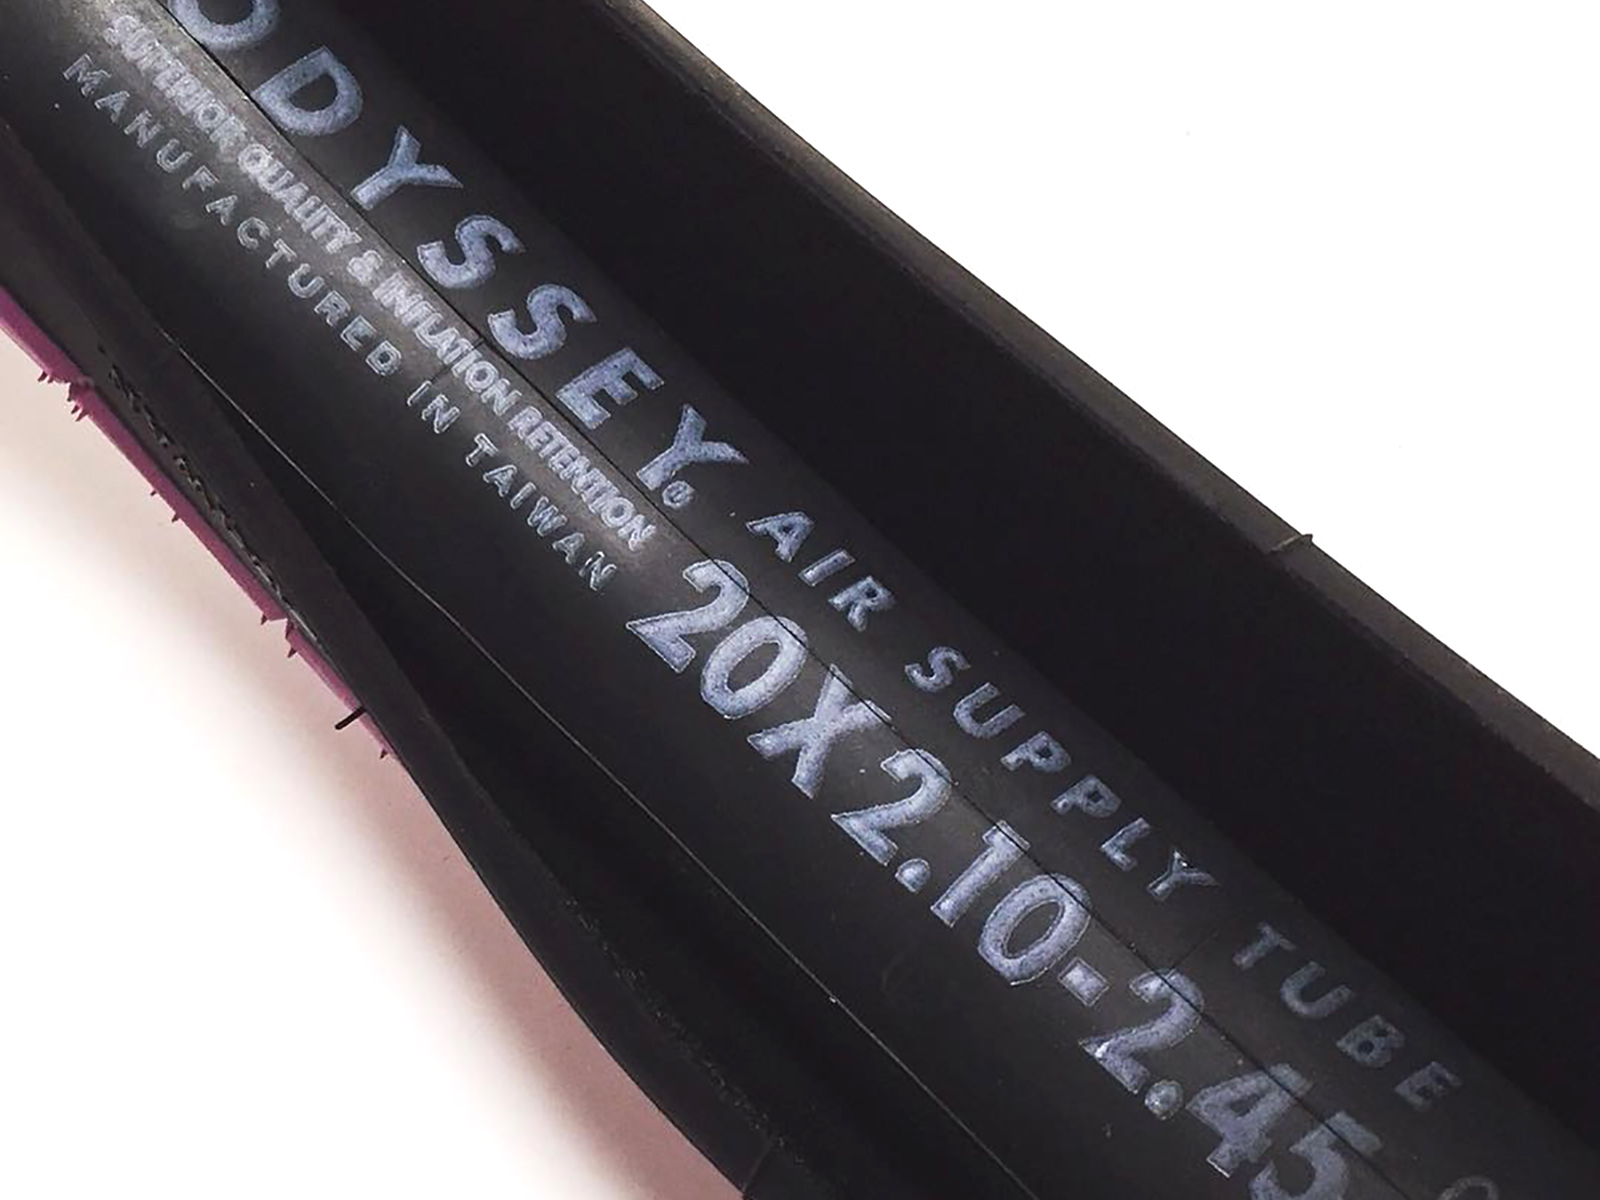 ODYSSEY® AIR SUPPLY TUBE
SUPERIOR QUALITY & INFLATION RETENTION
MANUFACTURED IN TAIWAN
20X2.10-2.45